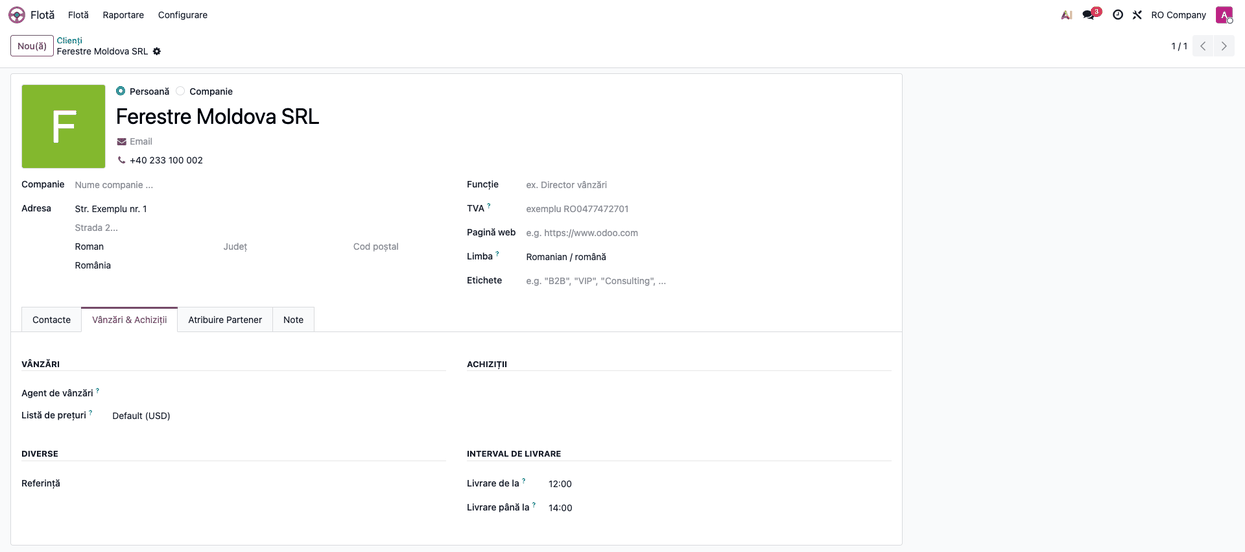 Flotă Flotă Raportare Configurare 3 RO Company A
Nou(ă) Clienți
Ferestre Moldova SRL 1 / 1
F
Persoană Companie
Ferestre Moldova SRL
Email
+40 233 100 002
Companie Nume companie ... Funcție ex. Director vânzări
Adresa Str. Exemplu nr. 1 TVA ? exemplu RO0477472701
Strada 2... Pagină web e.g. https://www.odoo.com
Roman Județ Cod poștal
Limba ? Romanian / română
România
Etichete e.g. "B2B", "VIP", "Consulting", ...
Contacte Vânzări & Achiziții Atribuire Partener Note
VÂNZĂRI ACHIZIȚII
Agent de vânzări ?
Listă de prețuri ? Default (USD)
DIVERSE INTERVAL DE LIVRARE
Referință Livrare de la ? 12:00
Livrare până la ? 14:00